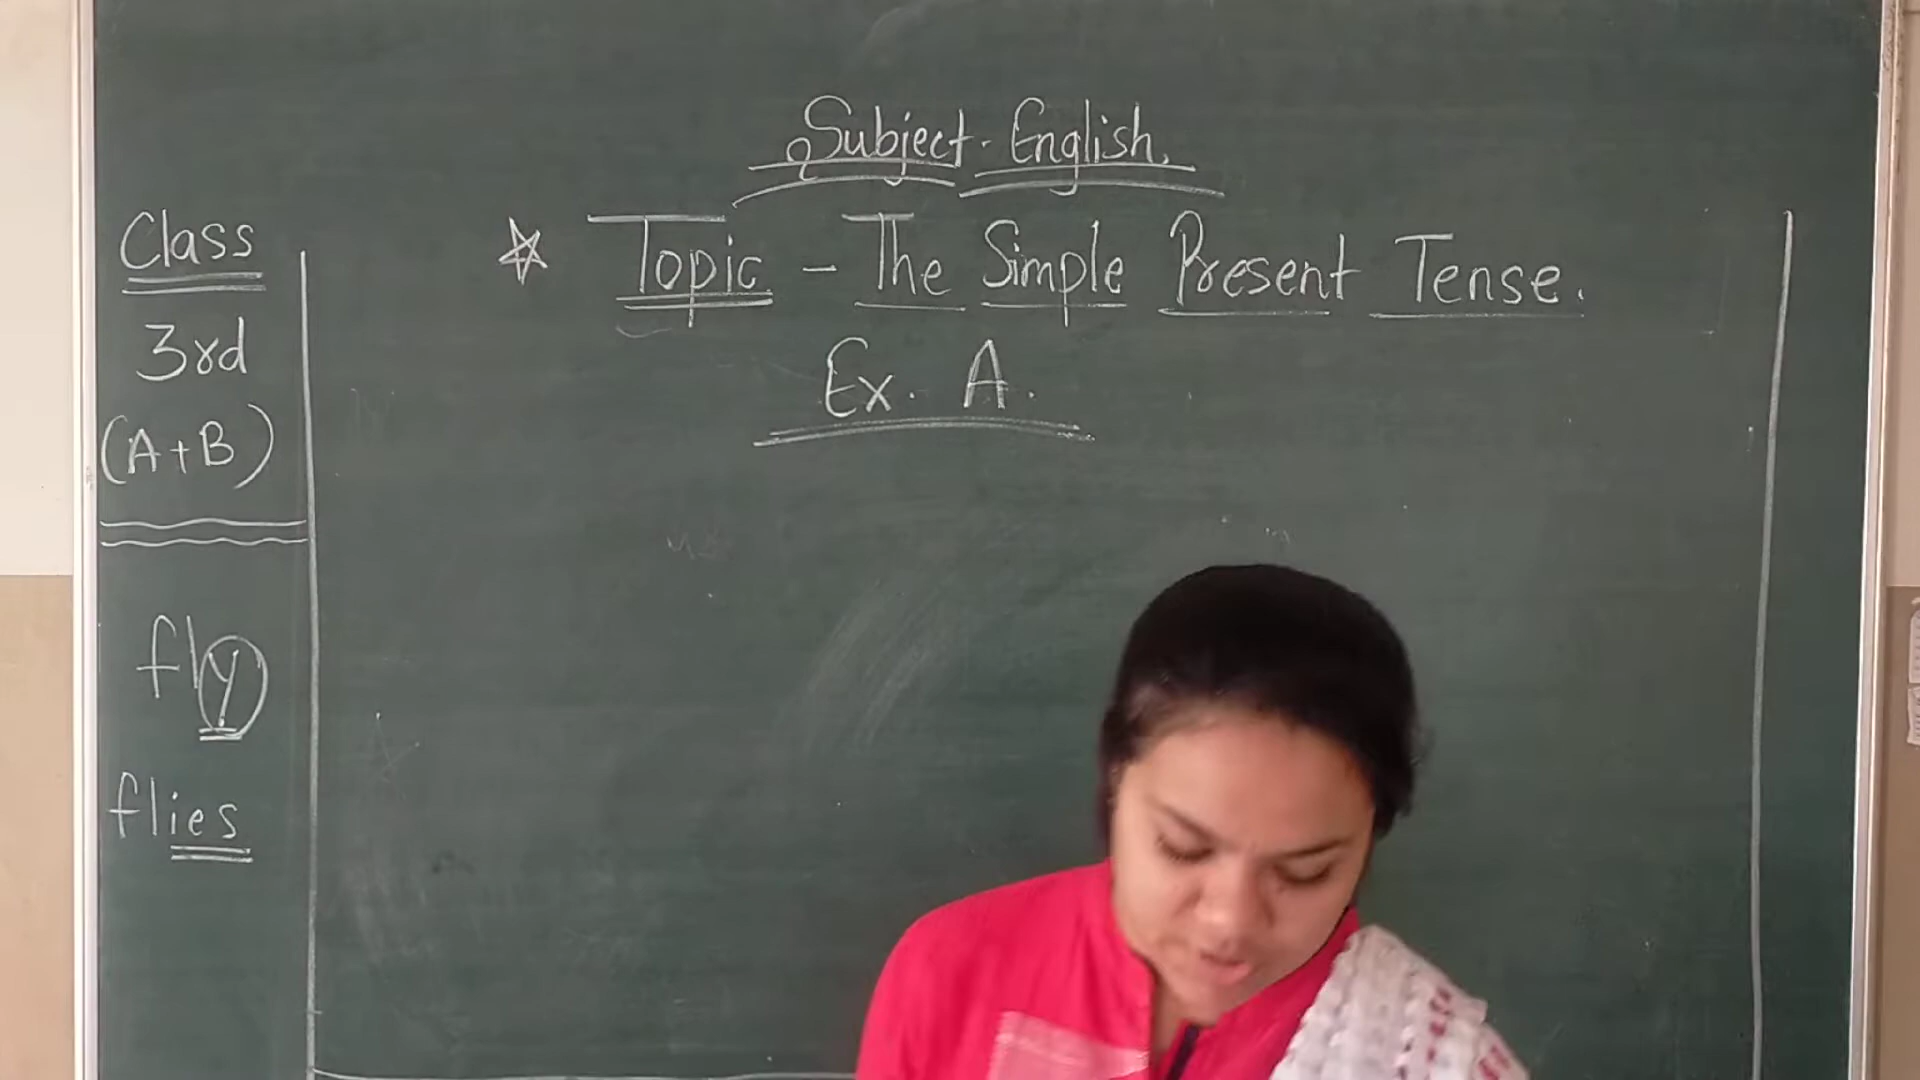 Subject - English.
Topic - The Simple Present Tense.
Ex. A.
Class
3rd
(A+B)
fly
flies